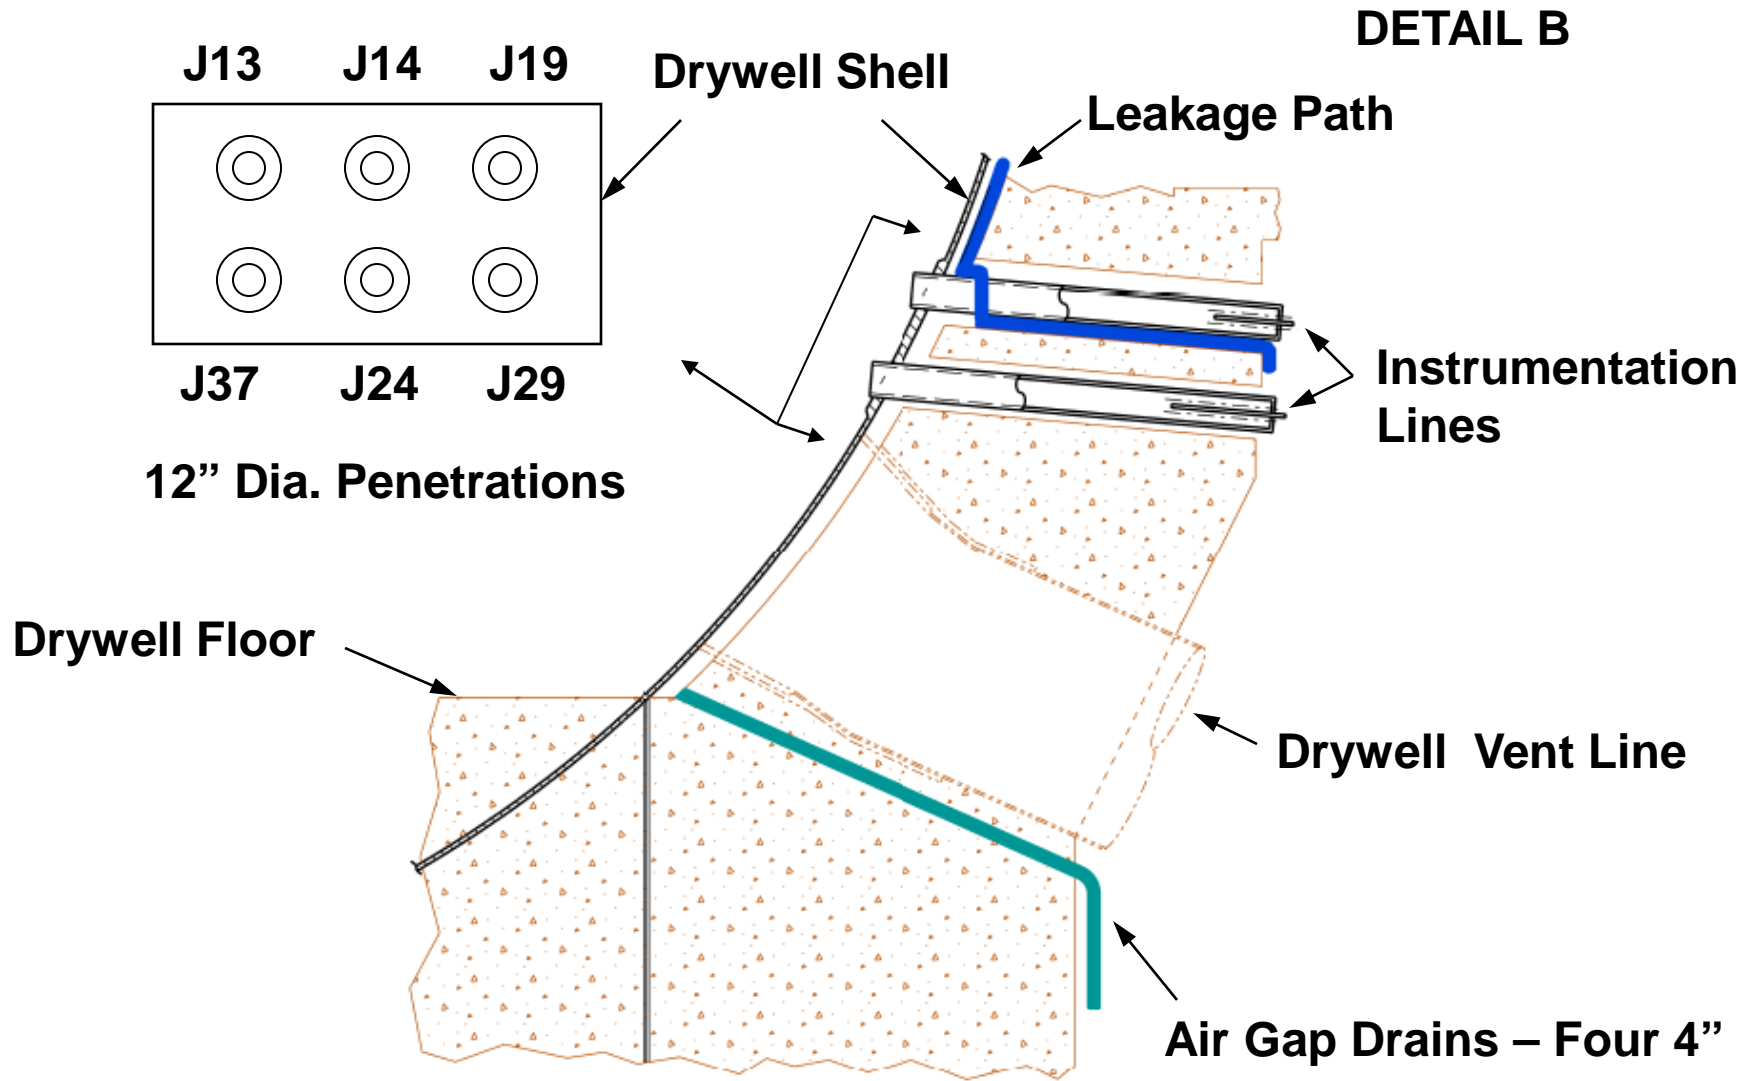 DETAIL B
J13 J14 J19
Drywell Shell
Leakage Path
J37 J24 J29
12” Dia. Penetrations
Instrumentation
Lines
Drywell Floor
Drywell Vent Line
Air Gap Drains – Four 4”